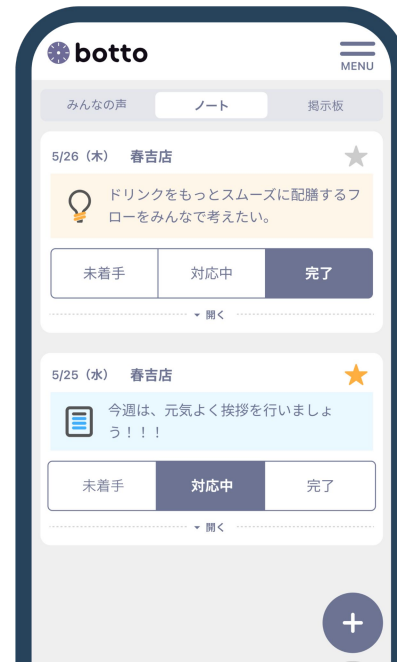 botto
MENU
みんなの声
ノート
掲示板
5/26（木） 春吉店
ドリンクをもっとスムーズに配膳するフ
ローをみんなで考えたい。
未着手
対応中
完了
開く
5/25（水） 春吉店
今週は、元気よく挨拶を行いましょ
う！！！
未着手
対応中
完了
開く